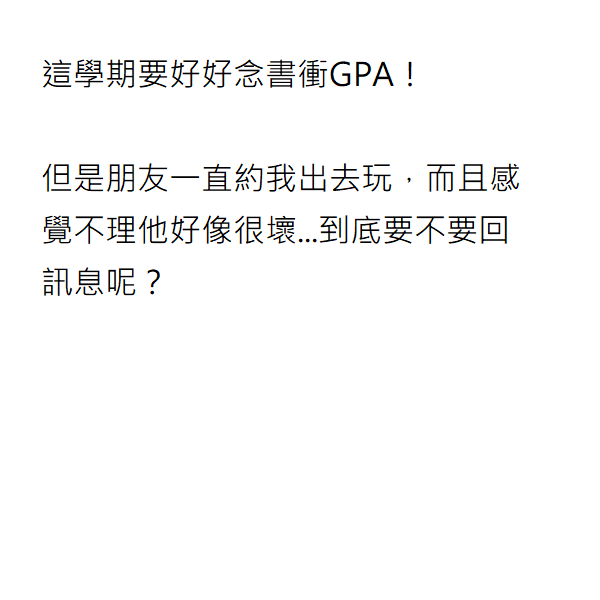 這學期要好好念書衝GPA！
但是朋友一直約我出去玩，而且感
覺不理他好像很壞...到底要不要回
訊息呢？